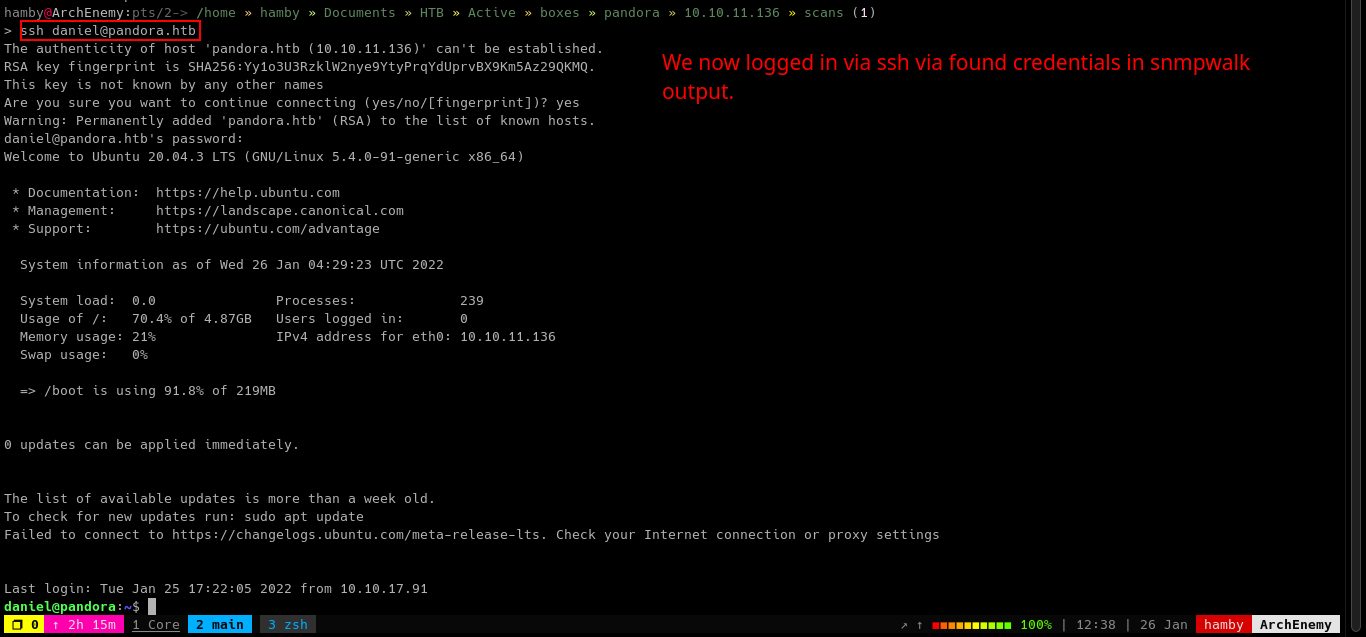 hamby@ArchEnemy:pts/2-> /home » hamby » Documents » HTB » Active » boxes » pandora » 10.10.11.136 » scans (1)
> ssh daniel@pandora.htb
The authenticity of host 'pandora.htb (10.10.11.136)' can't be established.
RSA key fingerprint is SHA256:Yy1o3U3RzklW2nye9YtyPrqYdUprvBX9Km5Az29QKMQ.
This key is not known by any other names
Are you sure you want to continue connecting (yes/no/[fingerprint])? yes
Warning: Permanently added 'pandora.htb' (RSA) to the list of known hosts.
daniel@pandora.htb's password:
Welcome to Ubuntu 20.04.3 LTS (GNU/Linux 5.4.0-91-generic x86_64)
We now logged in via ssh via found credentials in snmpwalk
output.
* Documentation: https://help.ubuntu.com
* Management: https://landscape.canonical.com
* Support: https://ubuntu.com/advantage
System information as of Wed 26 Jan 04:29:23 UTC 2022
System load: 0.0 Processes: 239
Usage of /: 70.4% of 4.87GB Users logged in: 0
Memory usage: 21% IPv4 address for eth0: 10.10.11.136
Swap usage: 0%
=> /boot is using 91.8% of 219MB
0 updates can be applied immediately.
The list of available updates is more than a week old.
To check for new updates run: sudo apt update
Failed to connect to https://changelogs.ubuntu.com/meta-release-lts. Check your Internet connection or proxy settings
Last login: Tue Jan 25 17:22:05 2022 from 10.10.17.91
daniel@pandora:~$
0 ↑ 2h 15m 1 Core 2 main 3 zsh ↗ ↑ 100% | 12:38 | 26 Jan hamby ArchEnemy